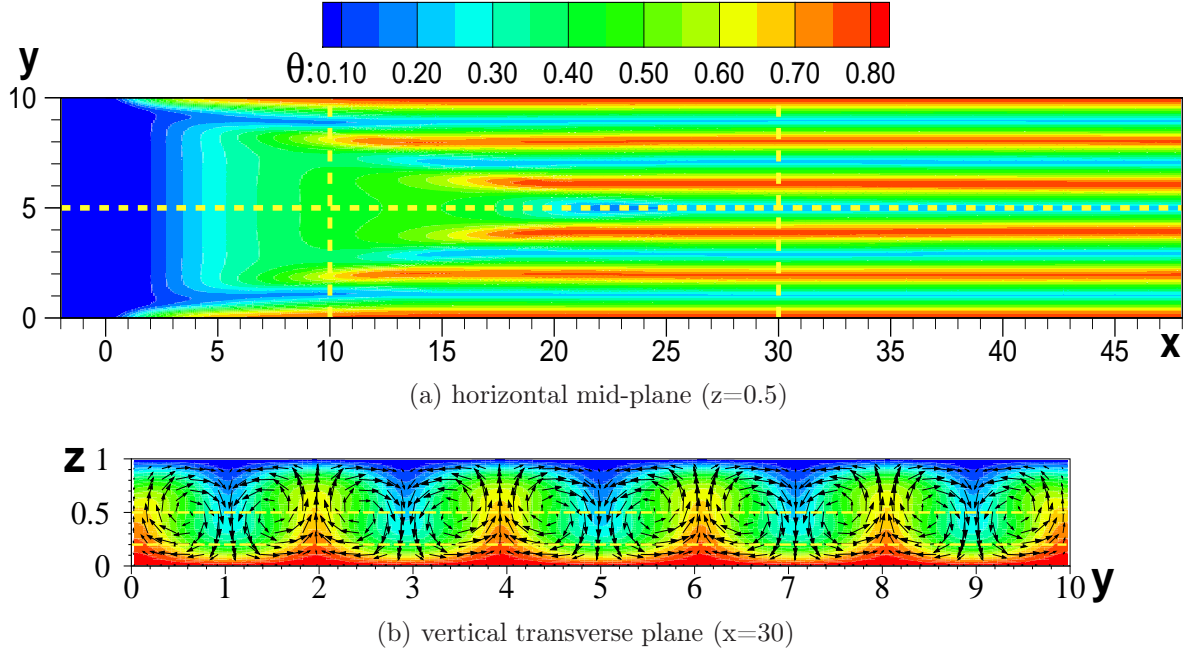 θ: 0.10 0.20 0.30 0.40 0.50 0.60 0.70 0.80
y
10
5
0
0 5 10 15 20 25 30 35 40 45 x
(a) horizontal mid-plane (z=0.5)
z 1
0.5
0
0 1 2 3 4 5 6 7 8 9 10 y
(b) vertical transverse plane (x=30)